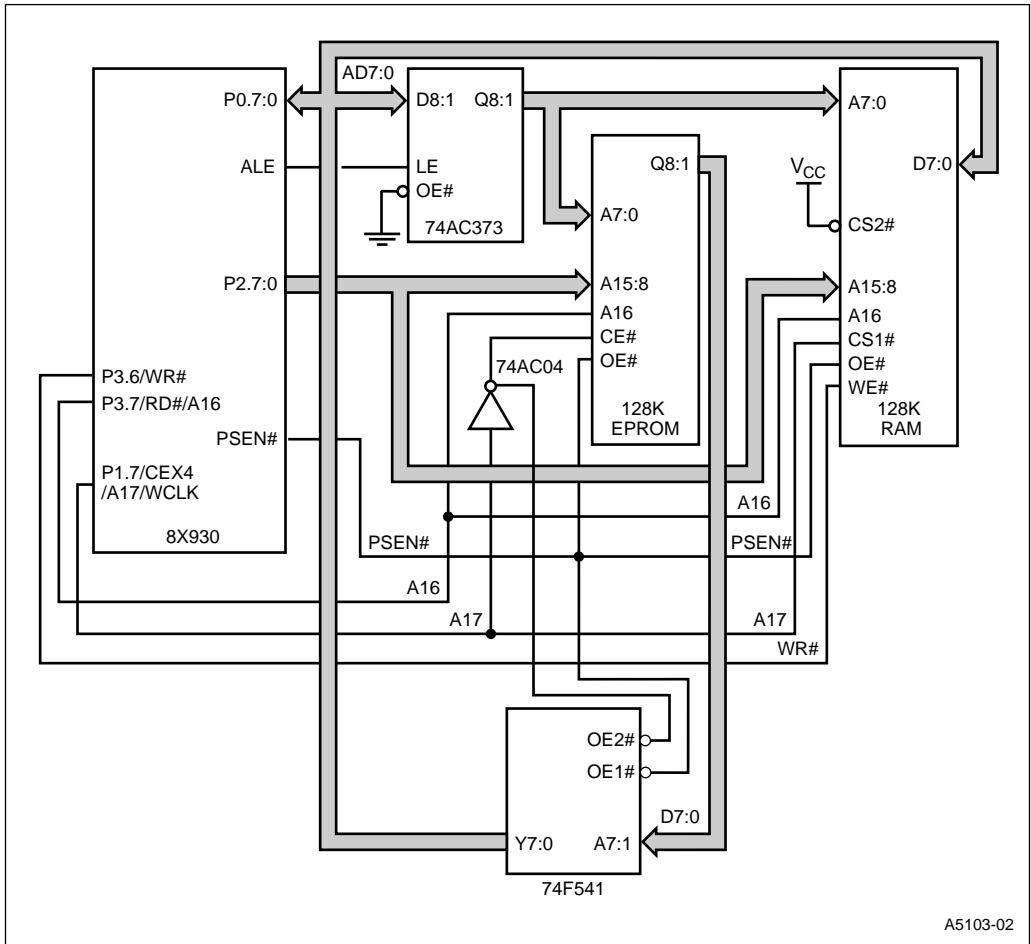 AD7:0
P0.7:0
D8:1
Q8:1
A7:0
ALE
LE
OE#
74AC373
Q8:1
A7:0
D7:0
VCC
CS2#
P2.7:0
A15:8
A16
CE#
OE#
74AC04
128K
EPROM
A15:8
A16
CS1#
OE#
WE#
128K
RAM
P3.6/WR#
P3.7/RD#/A16
PSEN#
P1.7/CEX4
/A17/WCLK
8X930
PSEN#
A16
PSEN#
A16
A17
A17
WR#
OE2#
OE1#
D7:0
Y7:0
A7:1
74F541
A5103-02